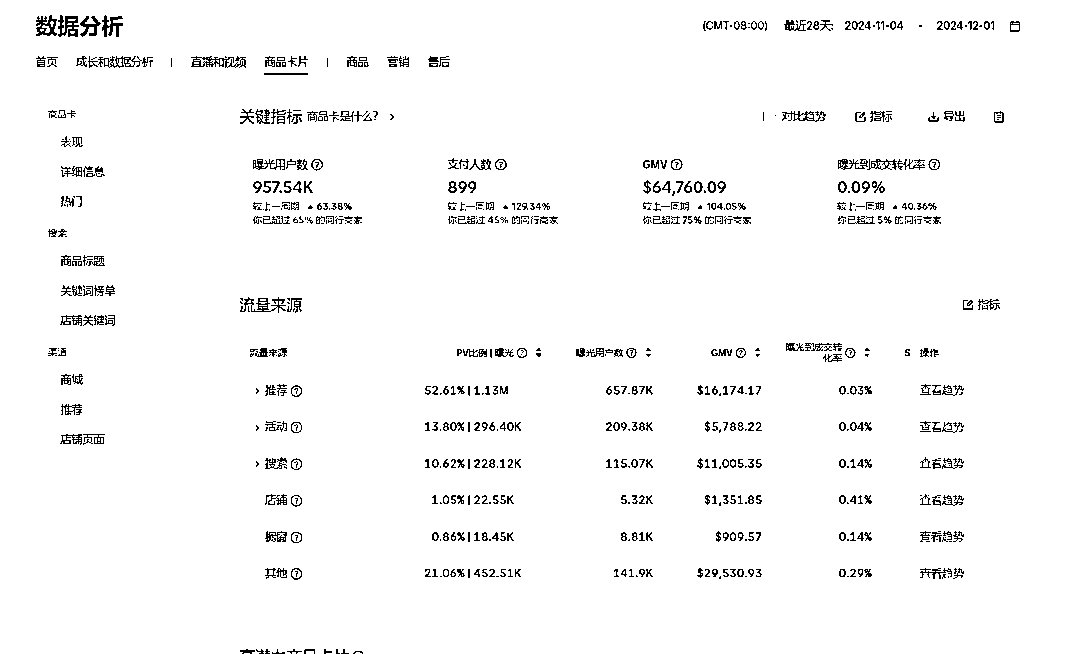 数据分析
(GMT-08:00) 最近28天: 2024-11-04 - 2024-12-01
首页 成长和数据分析 | 直播和视频 商品卡片 | 商品 营销 售后
商品卡
表现
详细信息
热门
搜索
商品标题
关键词榜单
店铺关键词
渠道
商城
推荐
店铺页面
关键指标 商品卡是什么? >
对比趋势 指标 导出
曝光用户数 支付人数 GMV 曝光到成交转化率
957.54K 899 $64,760.09 0.09%
较上一周期 63.38% 较上一周期 129.34% 较上一周期 104.05% 较上一周期 40.36%
你已超过 65% 的同行商家 你已超过 45% 的同行商家 你已超过 75% 的同行商家 你已超过 5% 的同行商家
流量来源 指标
流量来源 PV比例 | 曝光 曝光用户数 GMV 曝光到成交转化率 S 操作
> 推荐 52.61% | 1.13M 657.87K $16,174.17 0.03% 查看趋势
> 活动 13.80% | 296.40K 209.38K $5,788.22 0.04% 查看趋势
> 搜索 10.62% | 228.12K 115.07K $11,005.35 0.14% 查看趋势
店铺 1.05% | 22.55K 5.32K $1,351.85 0.41% 查看趋势
橱窗 0.86% | 18.45K 8.81K $909.57 0.14% 查看趋势
其他 21.06% | 452.51K 141.9K $29,530.93 0.29% 查看趋势